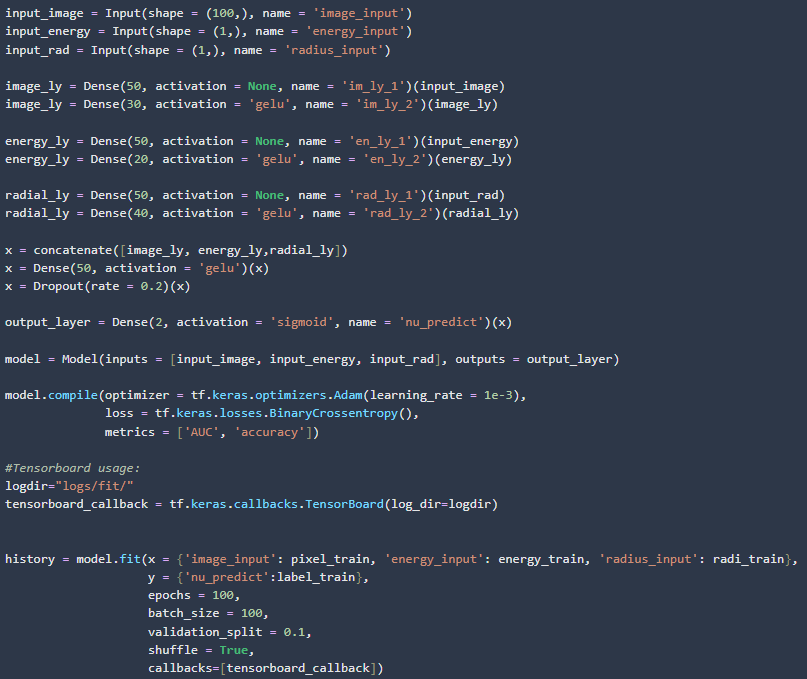 input_image = Input(shape = (100,), name = 'image_input')
input_energy = Input(shape = (1,), name = 'energy_input')
input_rad = Input(shape = (1,), name = 'radius_input')
image_ly = Dense(50, activation = None, name = 'im_ly_1')(input_image)
image_ly = Dense(30, activation = 'gelu', name = 'im_ly_2')(image_ly)
energy_ly = Dense(50, activation = None, name = 'en_ly_1')(input_energy)
energy_ly = Dense(20, activation = 'gelu', name = 'en_ly_2')(energy_ly)
radial_ly = Dense(50, activation = None, name = 'rad_ly_1')(input_rad)
radial_ly = Dense(40, activation = 'gelu', name = 'rad_ly_2')(radial_ly)
x = concatenate([image_ly, energy_ly,radial_ly])
x = Dense(50, activation = 'gelu')(x)
x = Dropout(rate = 0.2)(x)
output_layer = Dense(2, activation = 'sigmoid', name = 'nu_predict')(x)
model = Model(inputs = [input_image, input_energy, input_rad], outputs = output_layer)
model.compile(optimizer = tf.keras.optimizers.Adam(learning_rate = 1e-3),
loss = tf.keras.losses.BinaryCrossentropy(),
metrics = ['AUC', 'accuracy'])
#Tensorboard usage:
logdir="logs/fit/"
tensorboard_callback = tf.keras.callbacks.TensorBoard(log_dir=logdir)
history = model.fit(x = {'image_input': pixel_train, 'energy_input': energy_train, 'radius_input': radi_train},
y = {'nu_predict':label_train},
epochs = 100,
batch_size = 100,
validation_split = 0.1,
shuffle = True,
callbacks=[tensorboard_callback])